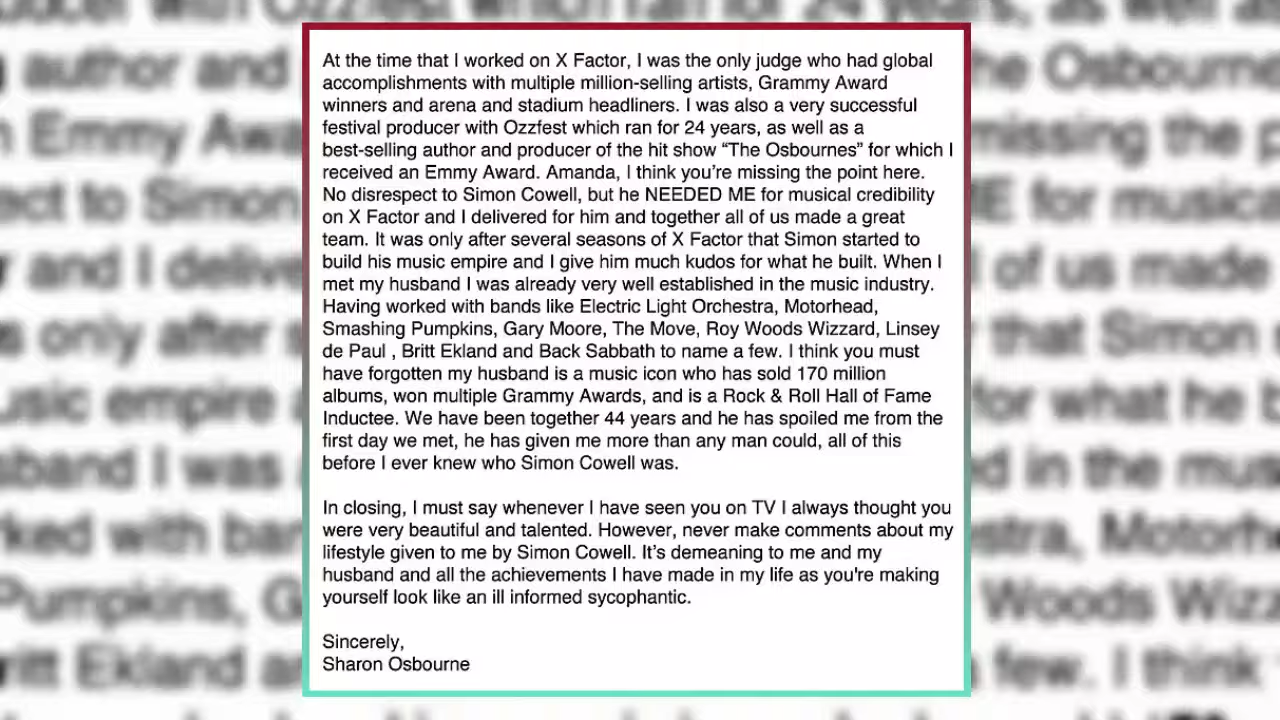 At the time that I worked on X Factor, I was the only judge who had global
accomplishments with multiple million-selling artists, Grammy Award
winners and arena and stadium headliners. I was also a very successful
festival producer with Ozzfest which ran for 24 years, as well as a
best-selling author and producer of the hit show “The Osbournes” for which I
received an Emmy Award. Amanda, I think you’re missing the point here.
No disrespect to Simon Cowell, but he NEEDED ME for musical credibility
on X Factor and I delivered for him and together all of us made a great
team. It was only after several seasons of X Factor that Simon started to
build his music empire and I give him much kudos for what he built. When I
met my husband I was already very well established in the music industry.
Having worked with bands like Electric Light Orchestra, Motorhead,
Smashing Pumpkins, Gary Moore, The Move, Roy Woods Wizzard, Linsey
de Paul , Britt Ekland and Back Sabbath to name a few. I think you must
have forgotten my husband is a music icon who has sold 170 million
albums, won multiple Grammy Awards, and is a Rock & Roll Hall of Fame
Inductee. We have been together 44 years and he has spoiled me from the
first day we met, he has given me more than any man could, all of this
before I ever knew who Simon Cowell was.

In closing, I must say whenever I have seen you on TV I always thought you
were very beautiful and talented. However, never make comments about my
lifestyle given to me by Simon Cowell. It’s demeaning to me and my
husband and all the achievements I have made in my life as you're making
yourself look like an ill informed sycophantic.

Sincerely,
Sharon Osbourne